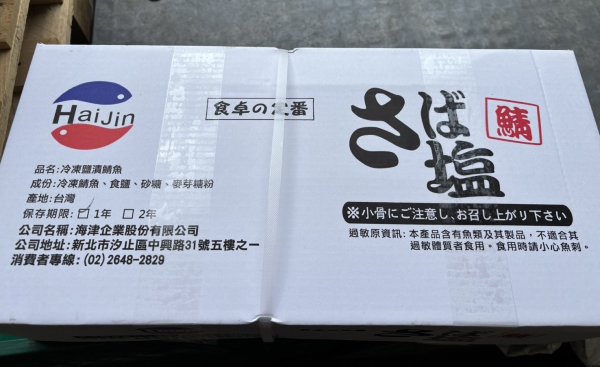 HaiJin
食卓の定番
さば塩
鯖
品名:冷凍鹽漬鯖魚
成份:冷凍鯖魚、食鹽、砂糖、麥芽糖粉
產地:台灣
保存期限:☑1年 □2年
公司名稱:海津企業股份有限公司
公司地址:新北市汐止區中興路31號五樓之一
消費者專線:(02)2648-2829
※小骨にご注意し、お召し上がり下さい
過敏原資訊:本產品含有魚類及其製品,不適合其
過敏體質者食用。食用時請小心魚刺。